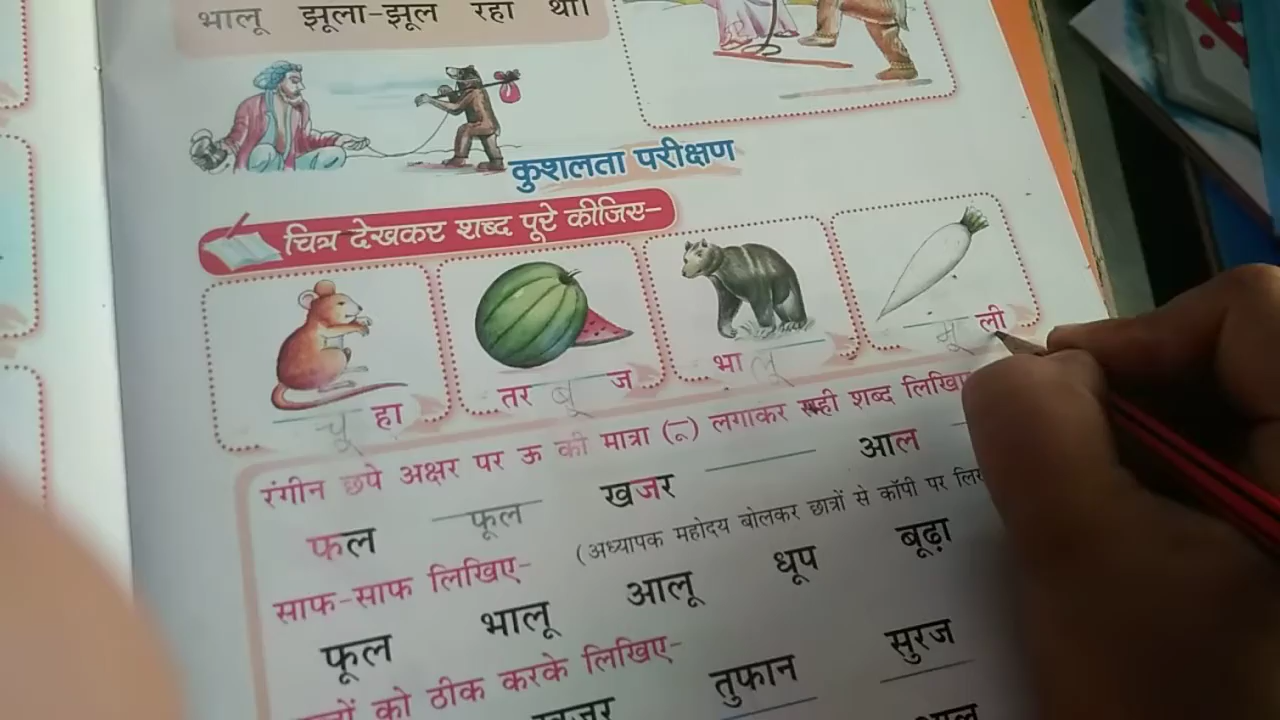 भालू झूला-झूल रहा था।
कुशलता परीक्षण
चित्र देखकर शब्द पूरे कीजिए-
चू हा
तर बू ज
भा लू
मू ली
रंगीन छपे अक्षर पर ऊ की मात्रा (ू) लगाकर सही शब्द
फल फूल खजर आल
(अध्यापक महोदय बोलकर छात्रों से कॉपी पर
साफ-साफ लिखिए-
फूल भालू आलू धूप बूढ़ा
को ठीक करके लिखिए-
तुफान सुरज